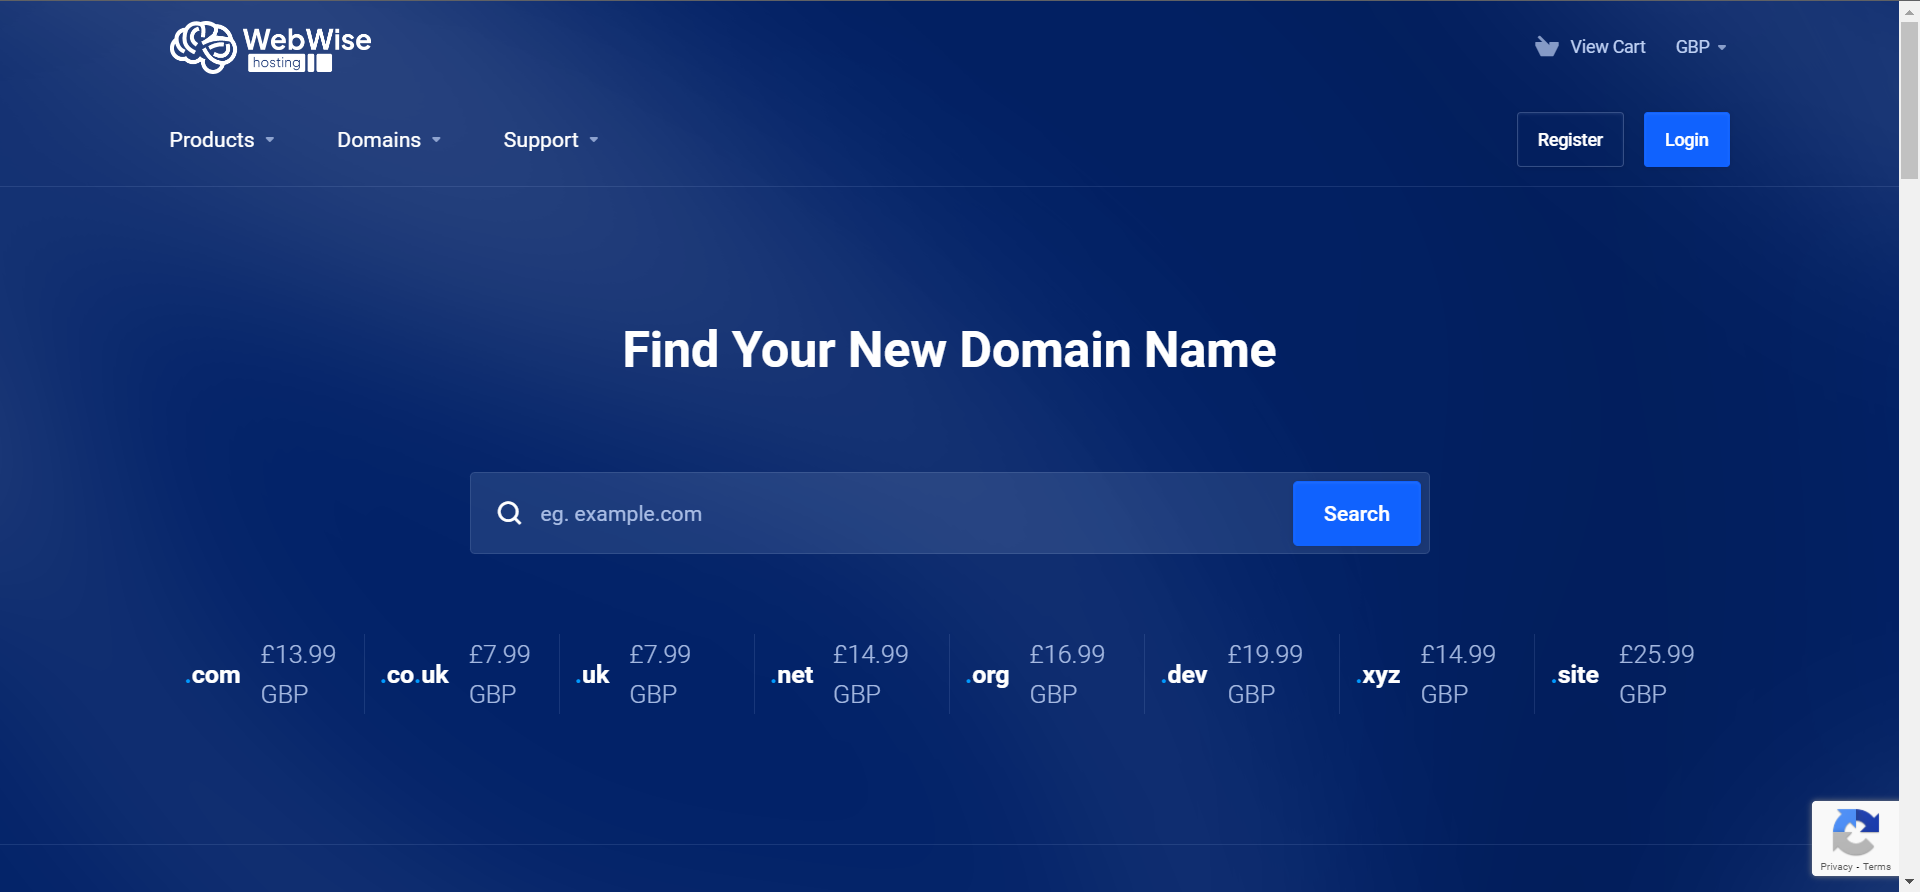 WebWise
hosting
View Cart
GBP
Products
Domains
Support
Register
Login
Find Your New Domain Name
eg. example.com
Search
.com £13.99 GBP
.co.uk £7.99 GBP
.uk £7.99 GBP
.net £14.99 GBP
.org £16.99 GBP
.dev £19.99 GBP
.xyz £14.99 GBP
.site £25.99 GBP
Privacy - Terms